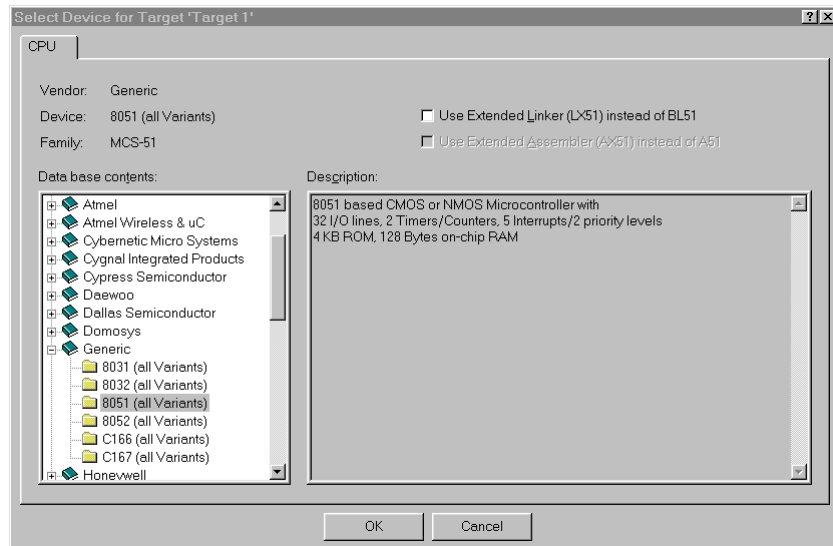 Select Device for Target 'Target 1'
CPU
Vendor: Generic
Device: 8051 (all Variants)
Use Extended Linker (LX51) instead of BL51
Family: MCS-51
Use Extended Assembler (AX51) instead of A51
Data base contents:
Atmel
Atmel Wireless & uC
Cybernetic Micro Systems
Cygnal Integrated Products
Cypress Semiconductor
Daewoo
Dallas Semiconductor
Domosys
Generic
8031 (all Variants)
8032 (all Variants)
8051 (all Variants)
8052 (all Variants)
C166 (all Variants)
C167 (all Variants)
Honeywell
Description:
8051 based CMOS or NMOS Microcontroller with
32 I/O lines, 2 Timers/Counters, 5 Interrupts/2 priority levels
4 KB ROM, 128 Bytes on-chip RAM
OK
Cancel